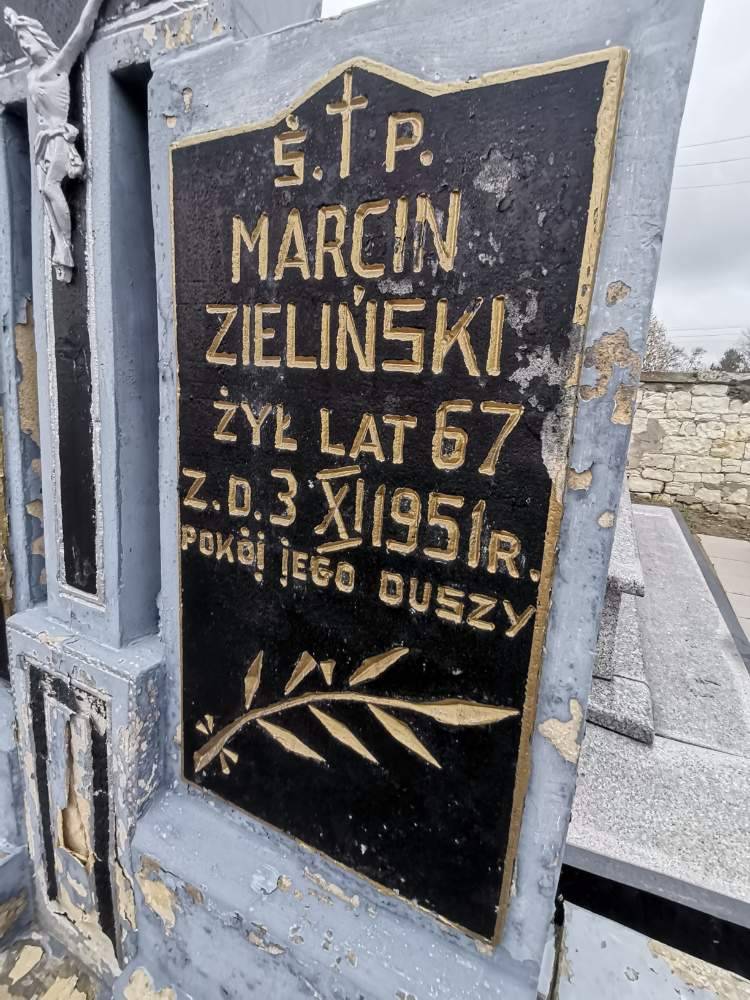 Ś. P.
MARCIN
ZIELIŃSKI
ŻYŁ LAT 67
Z. D. 3 XI 1951 R.
POKÓJ JEGO DUSZY